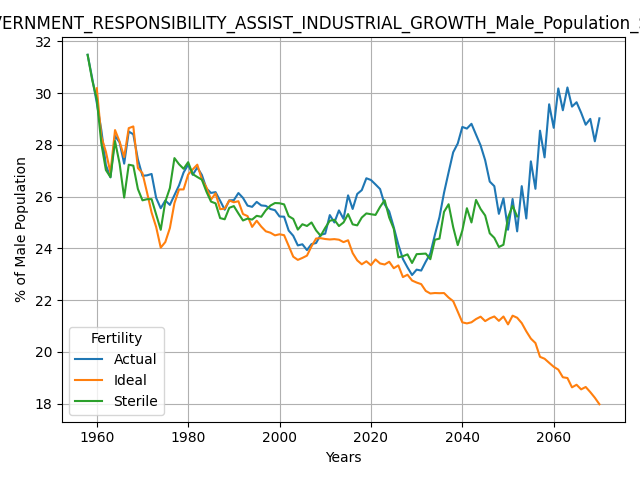 VERNMENT_RESPONSIBILITY_ASSIST_INDUSTRIAL_GROWTH_Male_Population_
32
30
28
26
24
22
20
18
% of Male Population
Fertility
Actual
Ideal
Sterile
1960 1980 2000 2020 2040 2060
Years